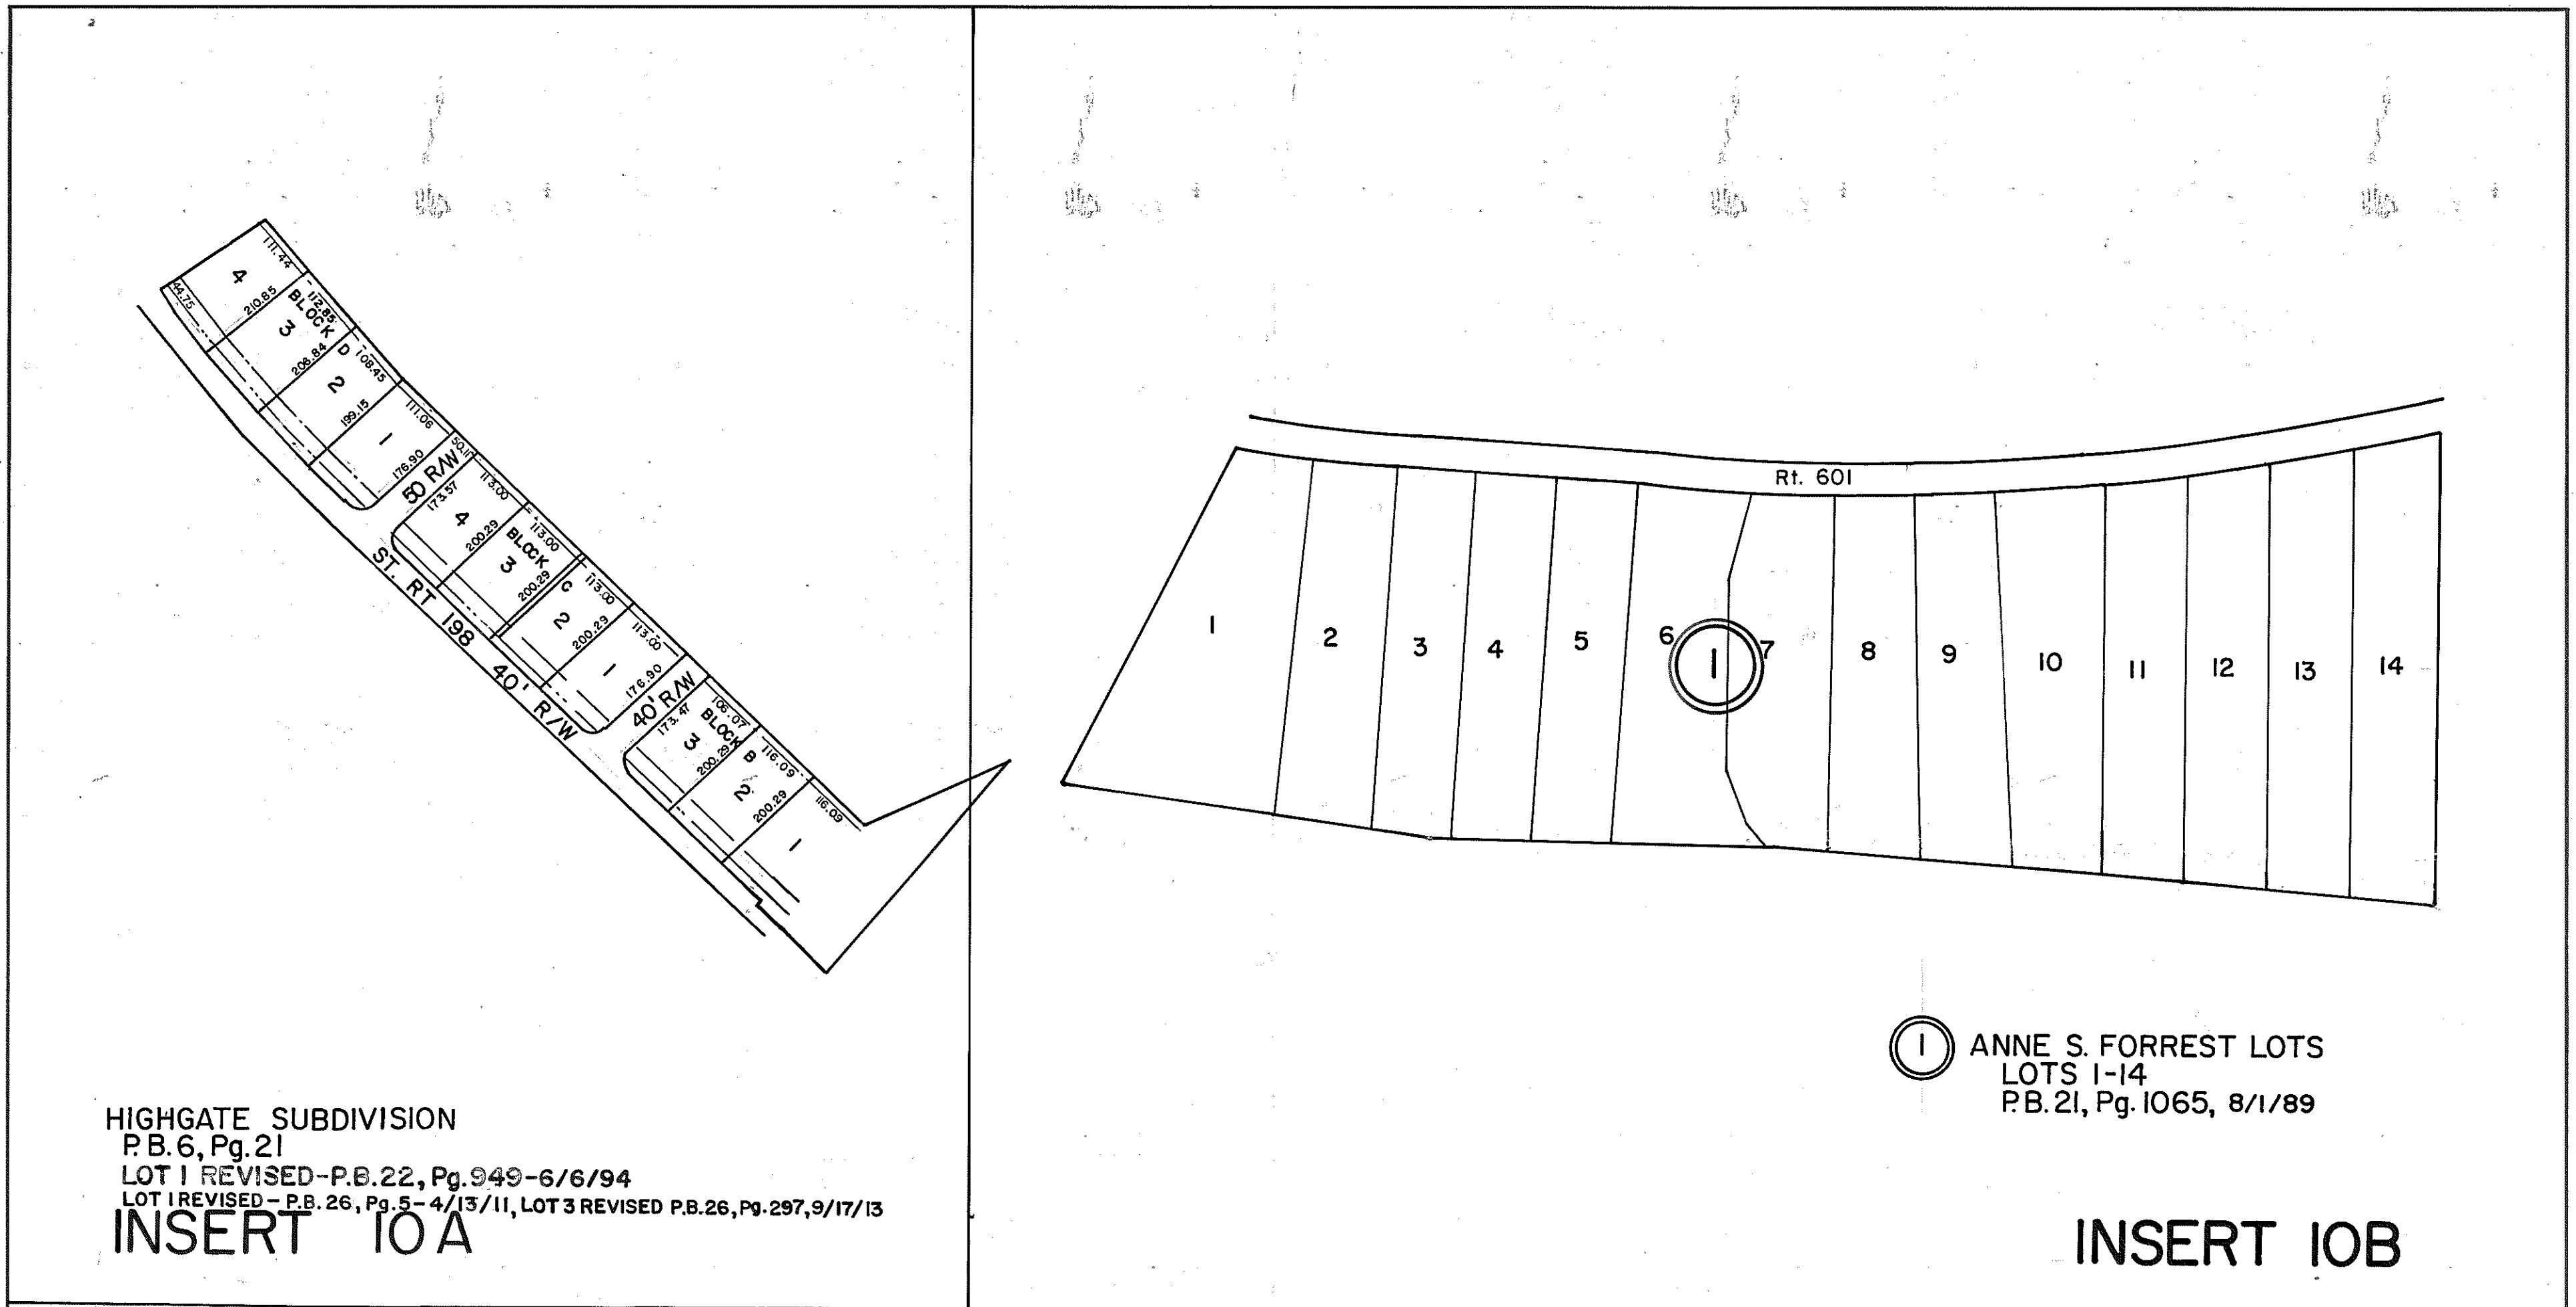 111.44
4
44.75
210.85
112.85
BLOCK D
3
208.84
108.45
2
199.15
111.06
1
176.90
50.11
50 R/W
173.57
113.00
4
200.29
113.00
BLOCK C
3
200.29
113.00
2
200.29
113.00
1
176.90
ST. RT 198 40' R/W
40' R/W
173.47
106.07
BLOCK B
3
200.29
116.09
2
200.29
116.09
1
HIGHGATE SUBDIVISION
P.B.6, Pg.21
LOT 1 REVISED-P.B.22, Pg.949-6/6/94
LOT 1 REVISED- P.B. 26, Pg.5-4/13/11, LOT 3 REVISED P.B.26, Pg.297, 9/17/13
INSERT 10A
Rt. 601
1 2 3 4 5 6 1 7 8 9 10 11 12 13 14
1 ANNE S. FORREST LOTS
LOTS 1-14
P.B.21, Pg.1065, 8/1/89
INSERT 10B